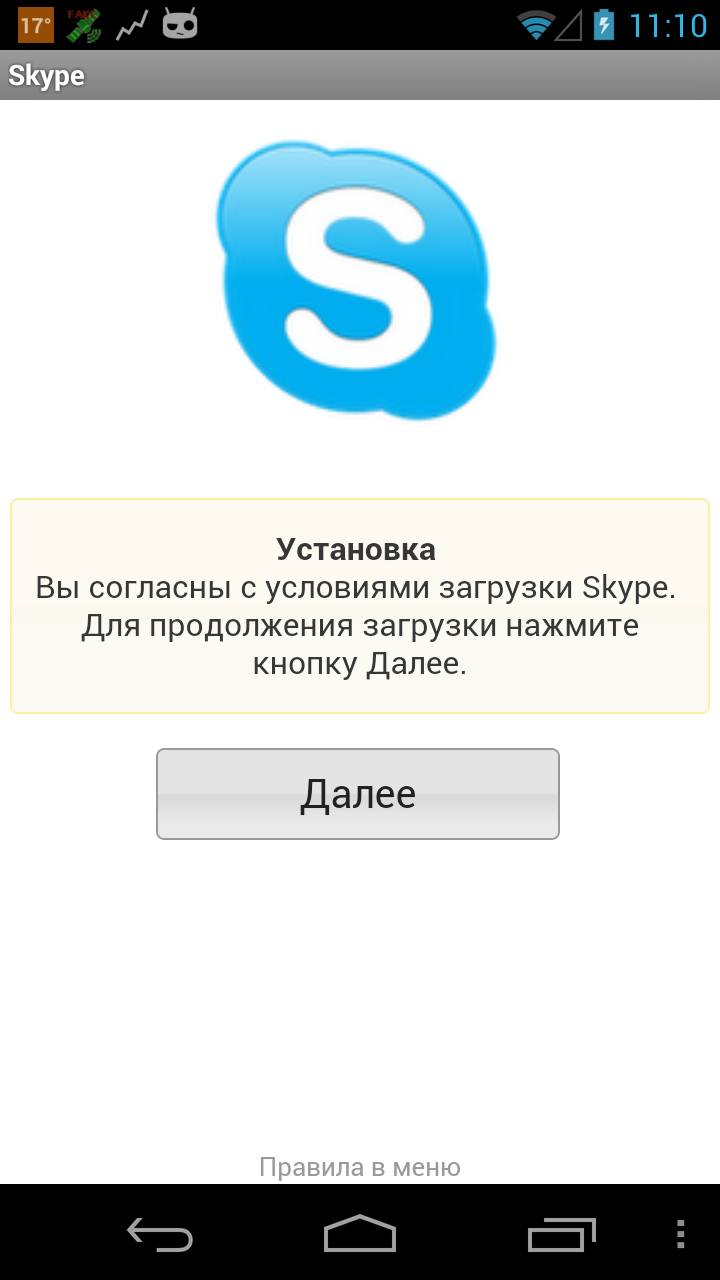 17°
FAKE
11:10
Skype
S
Установка
Вы согласны с условиями загрузки Skype.
Для продолжения загрузки нажмите
кнопку Далее.
Далее
Правила в меню